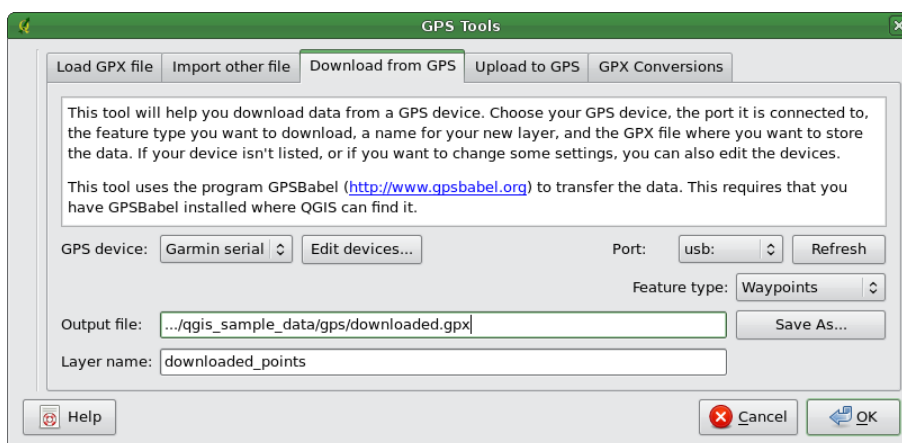 GPS Tools
Load GPX file Import other file Download from GPS Upload to GPS GPX Conversions
This tool will help you download data from a GPS device. Choose your GPS device, the port it is connected to,
the feature type you want to download, a name for your new layer, and the GPX file where you want to store
the data. If your device isn't listed, or if you want to change some settings, you can also edit the devices.
This tool uses the program GPSBabel (http://www.gpsbabel.org) to transfer the data. This requires that you
have GPSBabel installed where QGIS can find it.
GPS device: Garmin serial Edit devices... Port: usb: Refresh
Feature type: Waypoints
Output file: .../qgis_sample_data/gps/downloaded.gpx Save As...
Layer name: downloaded_points
Help Cancel OK